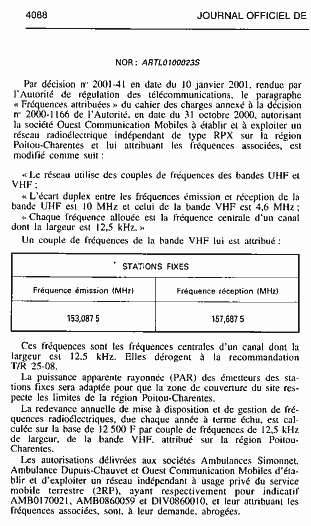 4068 JOURNAL OFFICIEL DE
NOR : ARTL0100023S
Par décision n° 2001-41 en date du 10 janvier 2001, rendue par
l'Autorité de régulation des télécommunications, le paragraphe
« Fréquences attribuées » du cahier des charges annexé à la décision
n° 2000-1166 de l'Autorité, en date du 31 octobre 2000, autorisant
la société Ouest Communication Mobiles à établir et à exploiter un
réseau radioélectrique indépendant de type RPX sur la région
Poitou-Charentes et lui attribuant les fréquences associées, est
modifié comme suit :
« Le réseau utilise des couples de fréquences des bandes UHF et
VHF ;
« L'écart duplex entre les fréquences émission et réception de la
bande UHF est 10 MHz et celui de la bande VHF est 4,6 MHz ;
« Chaque fréquence allouée est la fréquence centrale d'un canal
dont la largeur est 12,5 kHz. »
Un couple de fréquences de la bande VHF lui est attribué :
STATIONS FIXES
Fréquence émission (MHz) Fréquence réception (MHz)
153,087 5 157,687 5
Ces fréquences sont les fréquences centrales d'un canal dont la
largeur est 12,5 kHz. Elles dérogent à la recommandation
T/R 25-08.
La puissance apparente rayonnée (PAR) des émetteurs des sta-
tions fixes sera adaptée pour que la zone de couverture du site res-
pecte les limites de la région Poitou-Charentes.
La redevance annuelle de mise à disposition et de gestion de fré-
quences radioélectriques, due chaque année à terme échu, est cal-
culée sur la base de 12 500 F par couple de fréquences de 12,5 kHz
de largeur, de la bande VHF, attribué sur la région Poitou-
Charentes.
Les autorisations délivrées aux sociétés Ambulances Simonnet,
Ambulance Dupuis-Chauvet et Ouest Communication Mobiles d'éta-
blir et d'exploiter un réseau indépendant à usage privé du service
mobile terrestre (2RP), ayant respectivement pour indicatif
AMB0170021, AMB0860059 et DIV0860010, et leur attribuant les
fréquences associées, sont, à leur demande, abrogées.